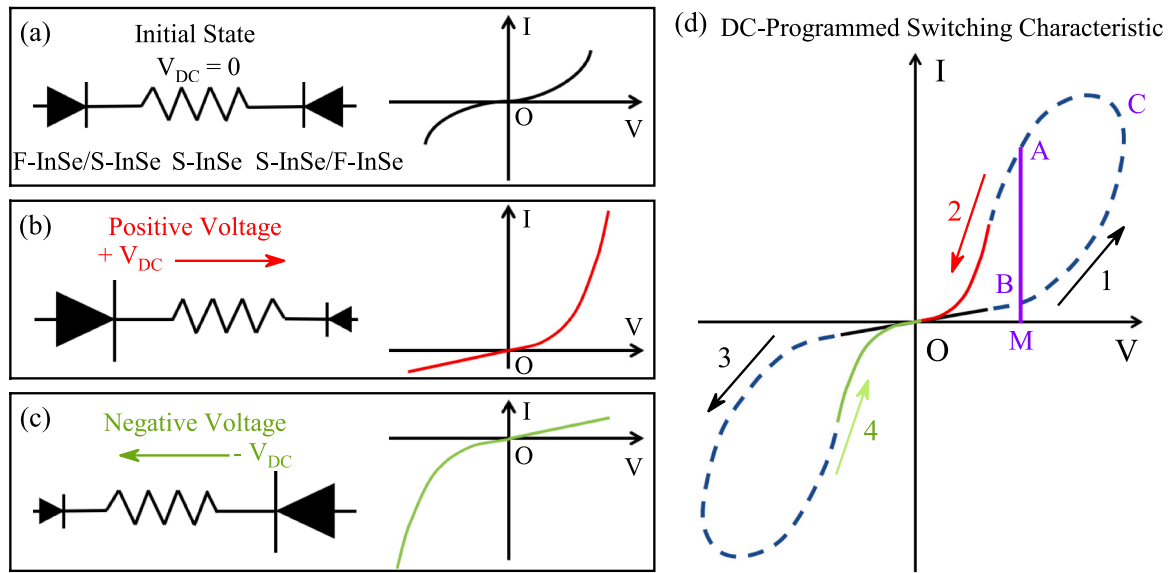 (a)
Initial State
V_DC = 0
F-InSe/S-InSe S-InSe S-InSe/F-InSe
I
O
V
(b)
Positive Voltage
+ V_DC
I
O
V
(c)
Negative Voltage
- V_DC
I
V
O
(d) DC-Programmed Switching Characteristic
I
C
A
2
B
1
O
M
V
3
4